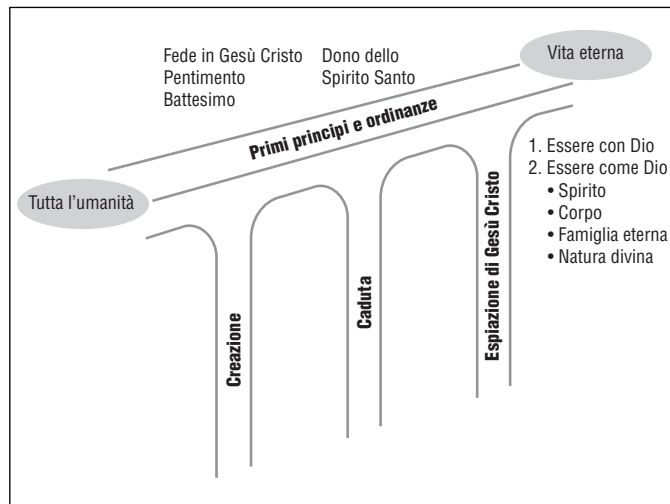 Fede in Gesù Cristo
Pentimento
Battesimo
Dono dello
Spirito Santo
Vita eterna
Primi principi e ordinanze
Tutta l’umanità
1. Essere con Dio
2. Essere come Dio
• Spirito
• Corpo
• Famiglia eterna
• Natura divina
Creazione
Caduta
Espiazione di Gesù Cristo